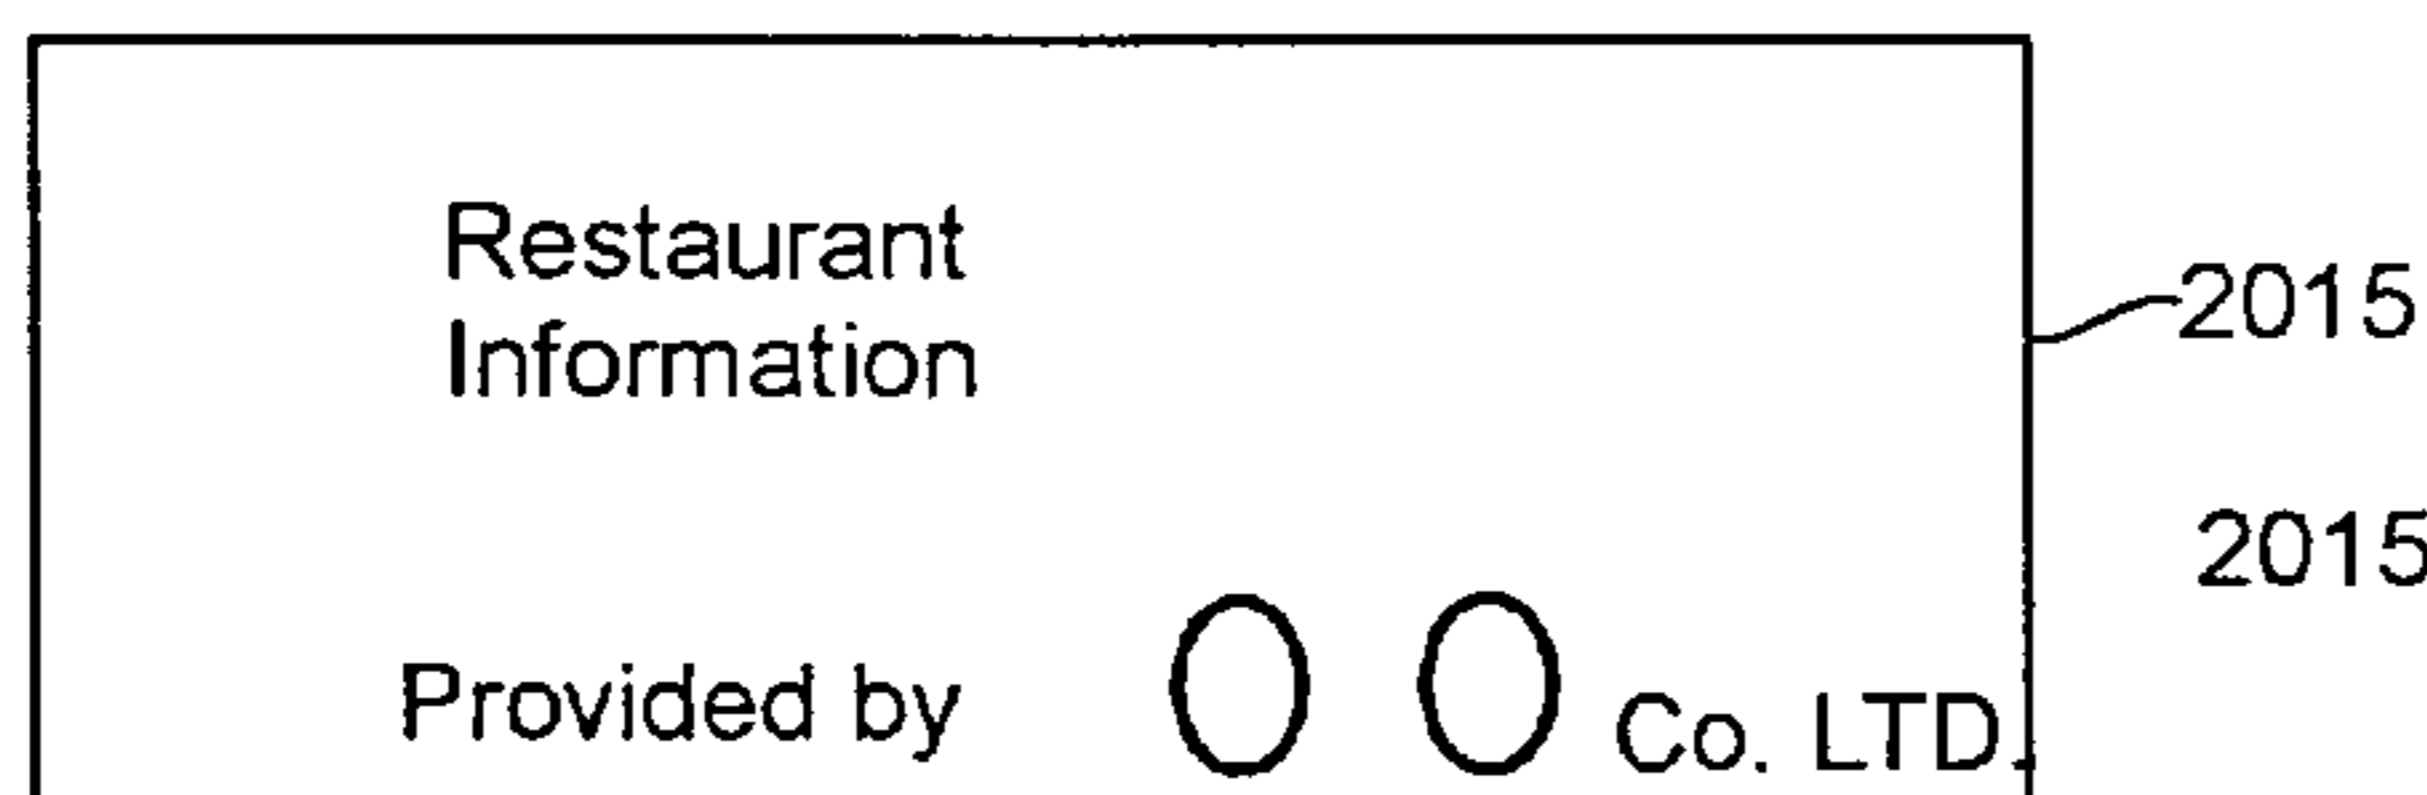 Restaurant
Information
2015
2015
Provided by ○ ○ Co. LTD.